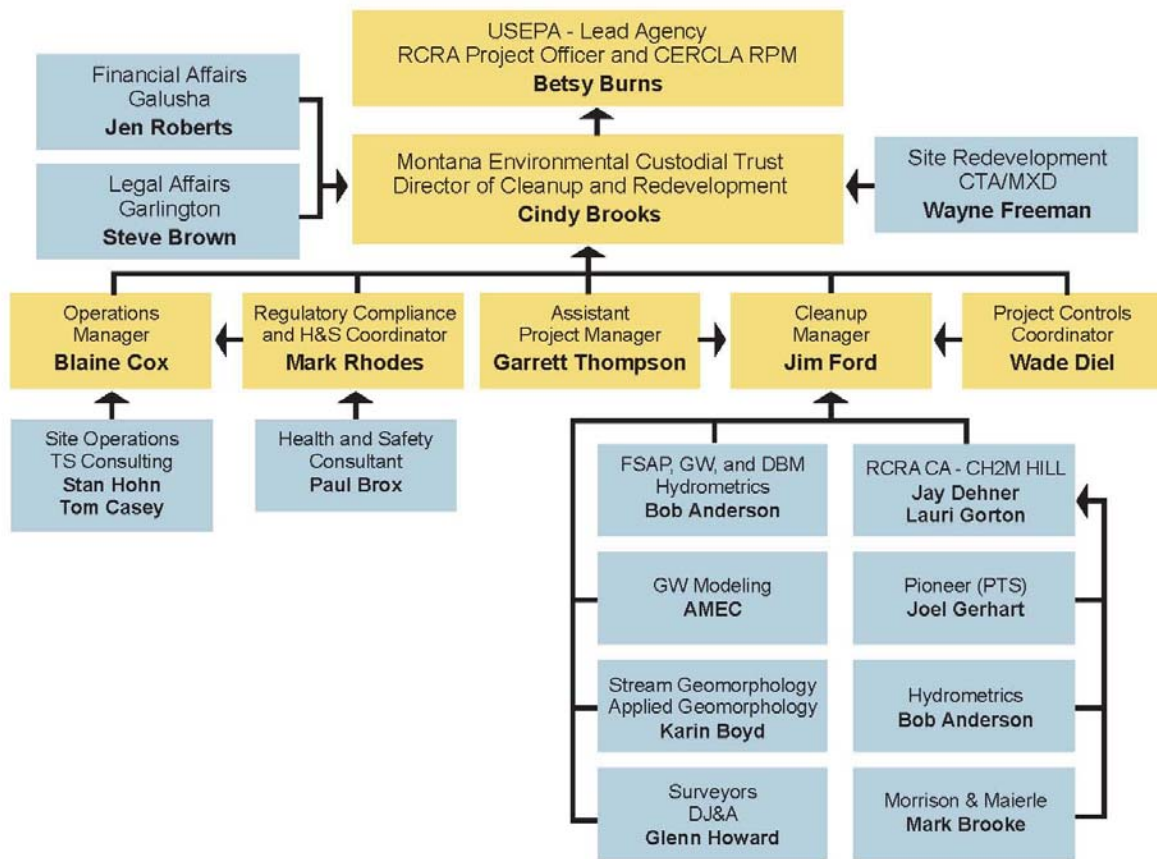 USEPA - Lead Agency
RCRA Project Officer and CERCLA RPM
Betsy Burns
Financial Affairs
Galusha
Jen Roberts
Legal Affairs
Garlington
Steve Brown
Montana Environmental Custodial Trust
Director of Cleanup and Redevelopment
Cindy Brooks
Site Redevelopment
CTA/MXD
Wayne Freeman
Operations
Manager
Blaine Cox
Regulatory Compliance
and H&S Coordinator
Mark Rhodes
Assistant
Project Manager
Garrett Thompson
Cleanup
Manager
Jim Ford
Project Controls
Coordinator
Wade Diel
Site Operations
TS Consulting
Stan Hohn
Tom Casey
Health and Safety
Consultant
Paul Brox
FSAP, GW, and DBM
Hydrometrics
Bob Anderson
RCRA CA - CH2M HILL
Jay Dehner
Lauri Gorton
GW Modeling
AMEC
Pioneer (PTS)
Joel Gerhart
Stream Geomorphology
Applied Geomorphology
Karin Boyd
Hydrometrics
Bob Anderson
Surveyors
DJ&A
Glenn Howard
Morrison & Maierle
Mark Brooke